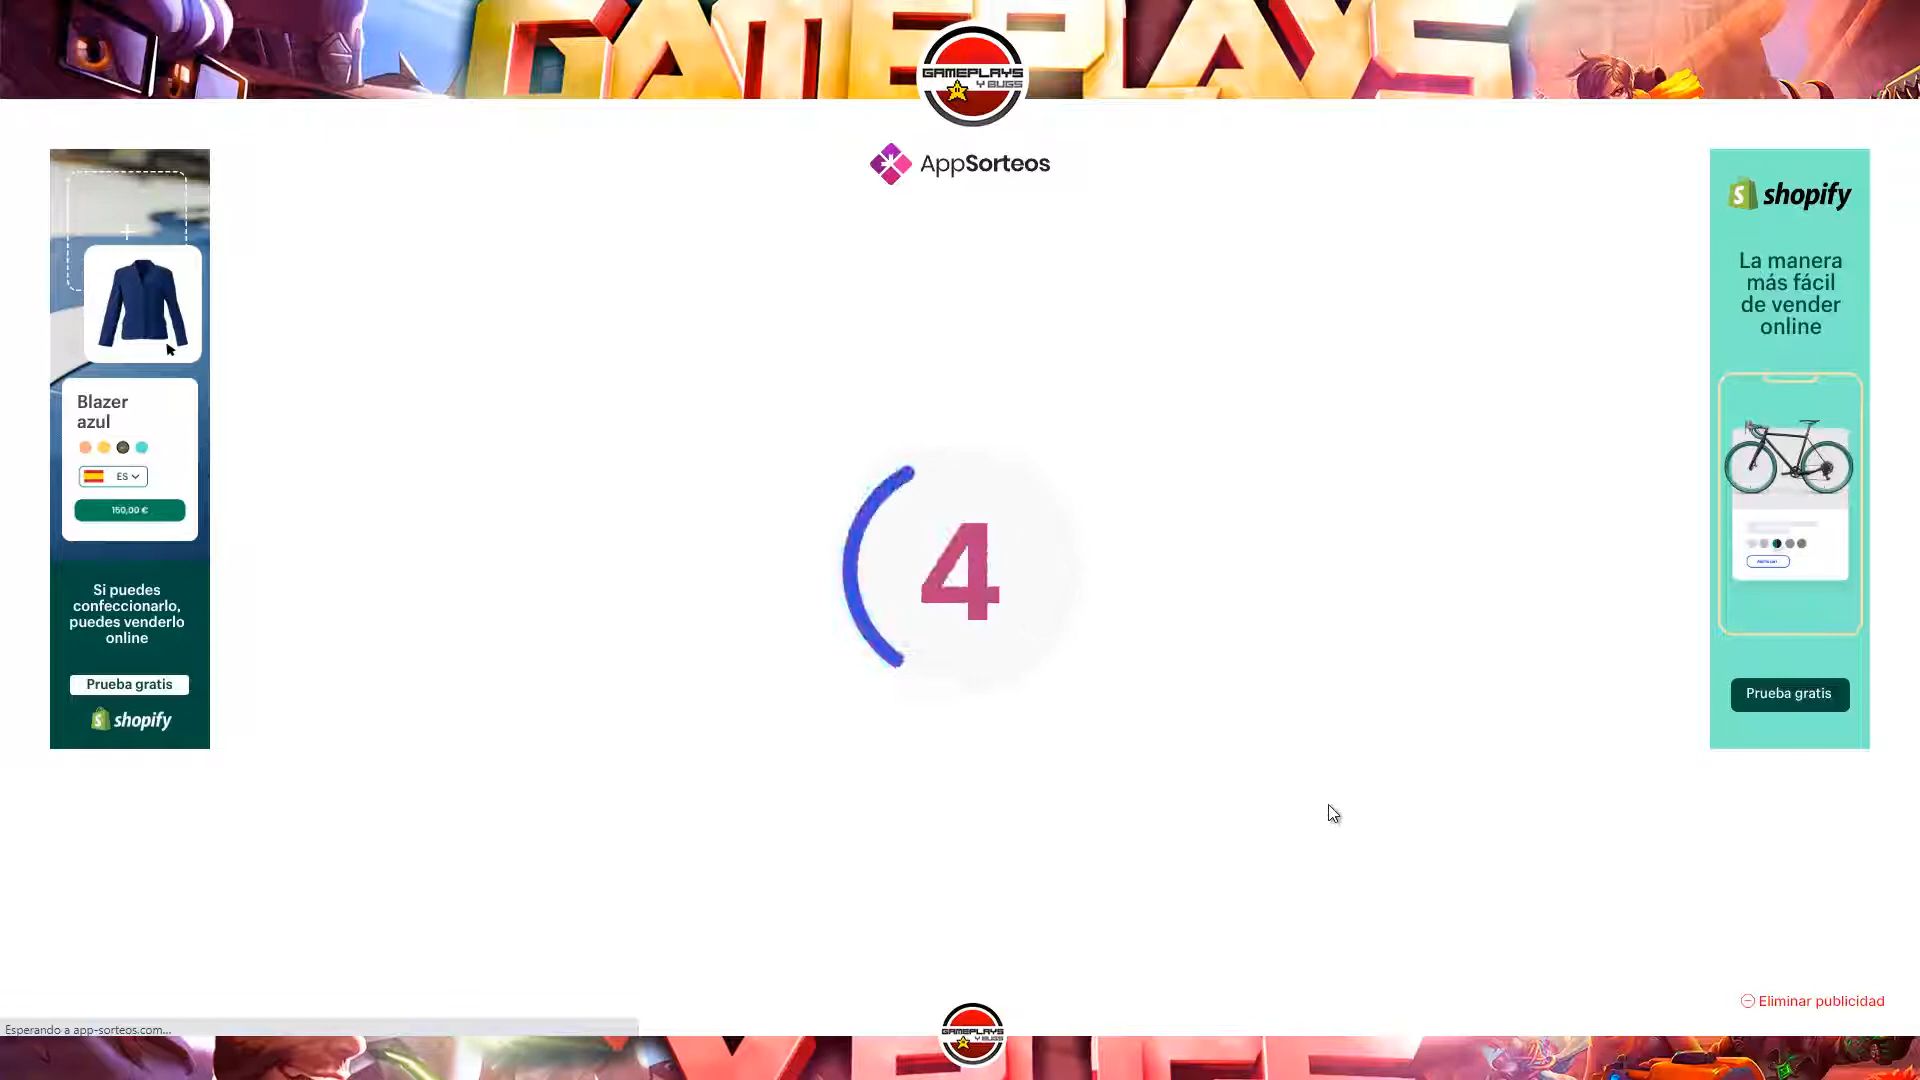 GAMEPLAYS
GAMEPLAYS
Y BUGS
AppSorteos
Blazer
azul
ES
150,00 €
Si puedes
confeccionarlo,
puedes venderlo
online
Prueba gratis
shopify
4
shopify
La manera
más fácil
de vender
online
Prueba gratis
Eliminar publicidad
Esperando a app-sorteos.com...
GAMEPLAYS
Y BUGS